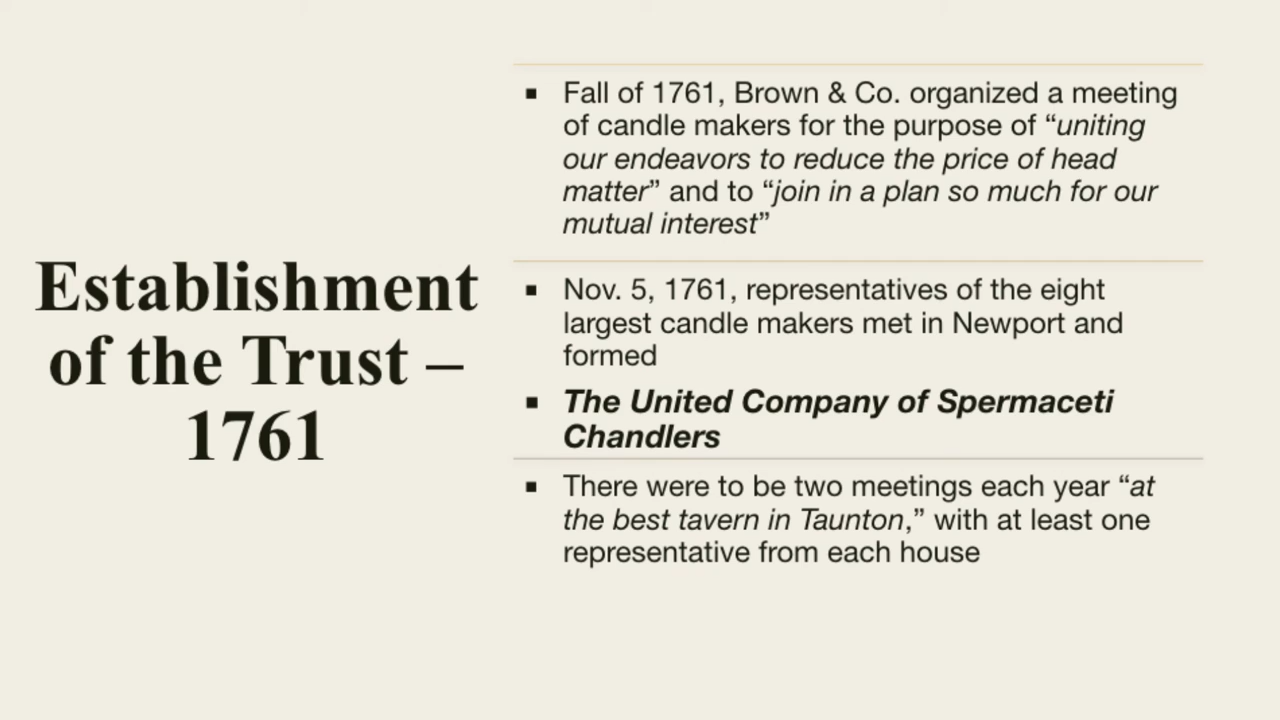 Establishment
of the Trust –
1761
▪ Fall of 1761, Brown & Co. organized a meeting
of candle makers for the purpose of “uniting
our endeavors to reduce the price of head
matter” and to “join in a plan so much for our
mutual interest”
▪ Nov. 5, 1761, representatives of the eight
largest candle makers met in Newport and
formed
▪ The United Company of Spermaceti
Chandlers
▪ There were to be two meetings each year “at
the best tavern in Taunton,” with at least one
representative from each house